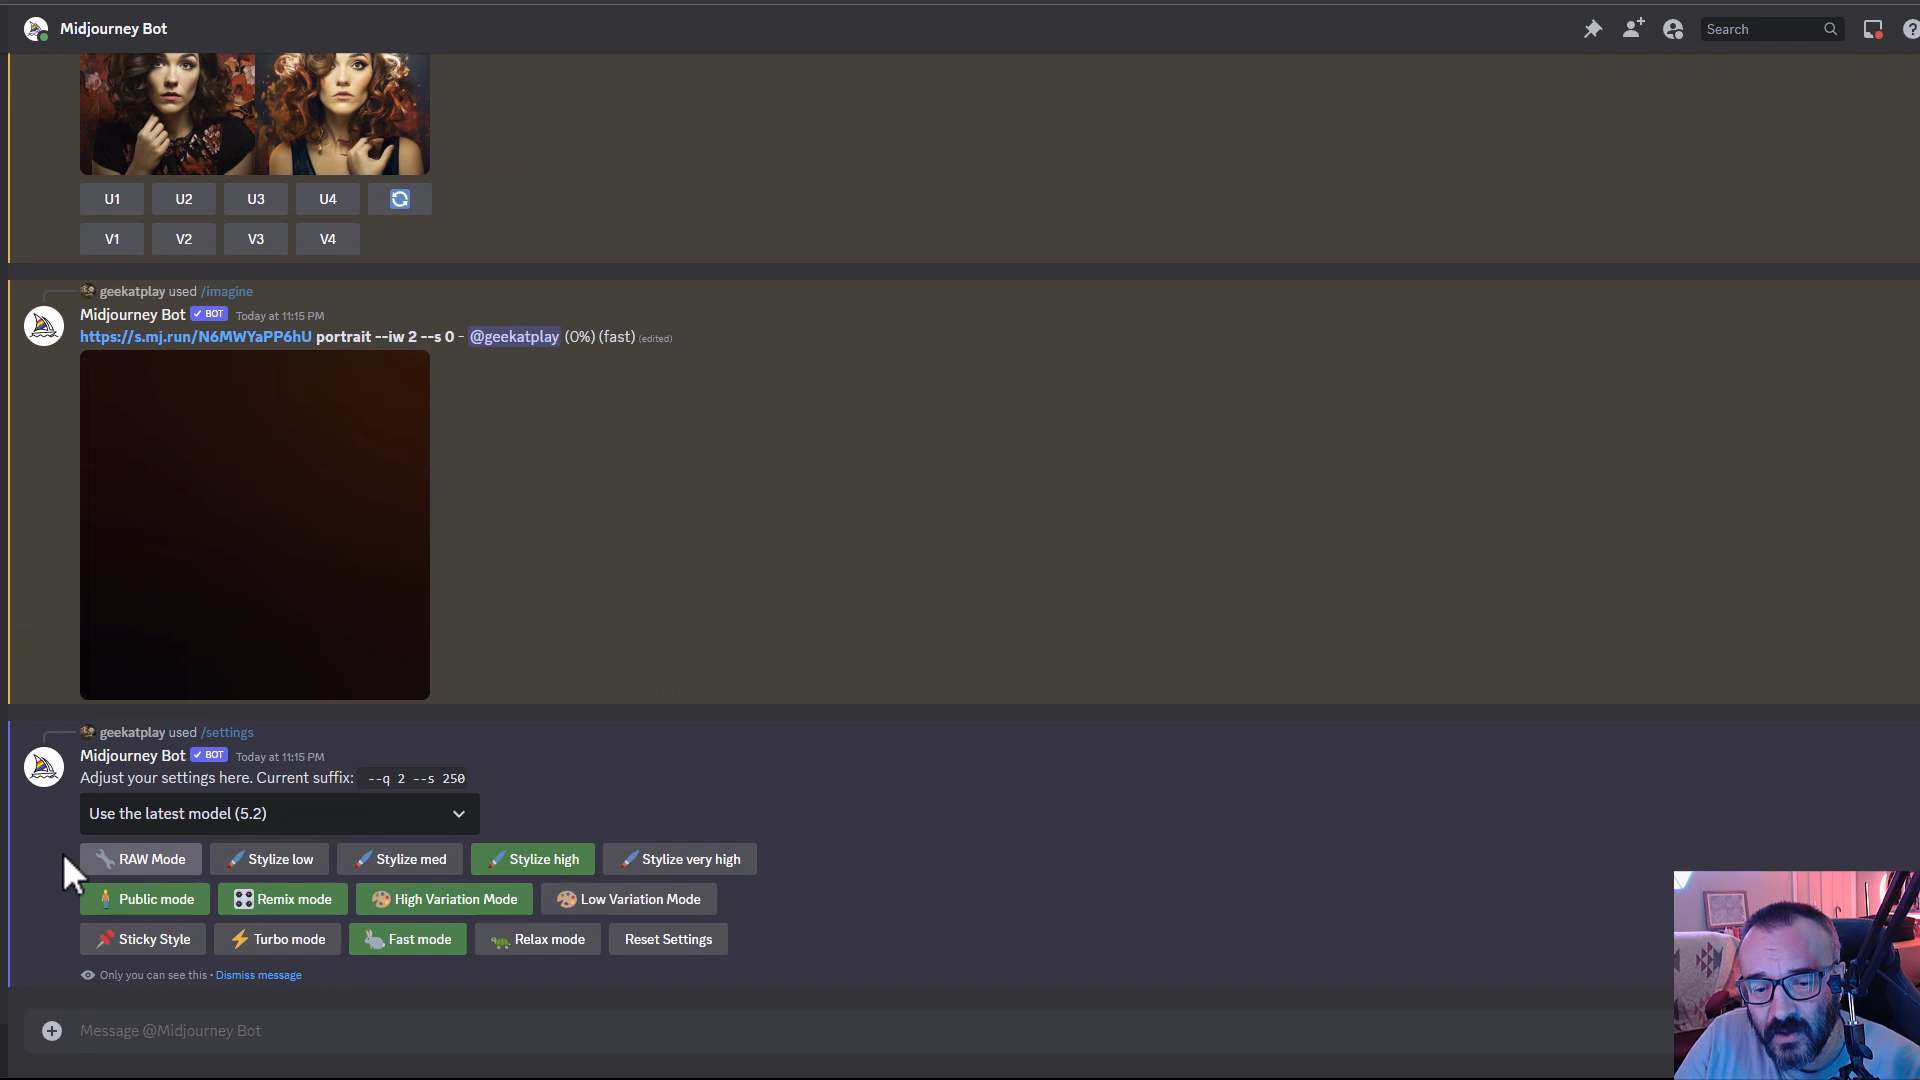 Midjourney Bot
Search
U1 U2 U3 U4
V1 V2 V3 V4
geekatplay used /imagine
Midjourney Bot ✓ BOT Today at 11:15 PM
https://s.mj.run/N6MWYaPP6hU portrait --iw 2 --s 0 - @geekatplay (0%) (fast) (edited)
geekatplay used /settings
Midjourney Bot ✓ BOT Today at 11:15 PM
Adjust your settings here. Current suffix: --q 2 --s 250
Use the latest model (5.2)
RAW Mode Stylize low Stylize med Stylize high Stylize very high
Public mode Remix mode High Variation Mode Low Variation Mode
Sticky Style Turbo mode Fast mode Relax mode Reset Settings
Only you can see this • Dismiss message
Message @Midjourney Bot